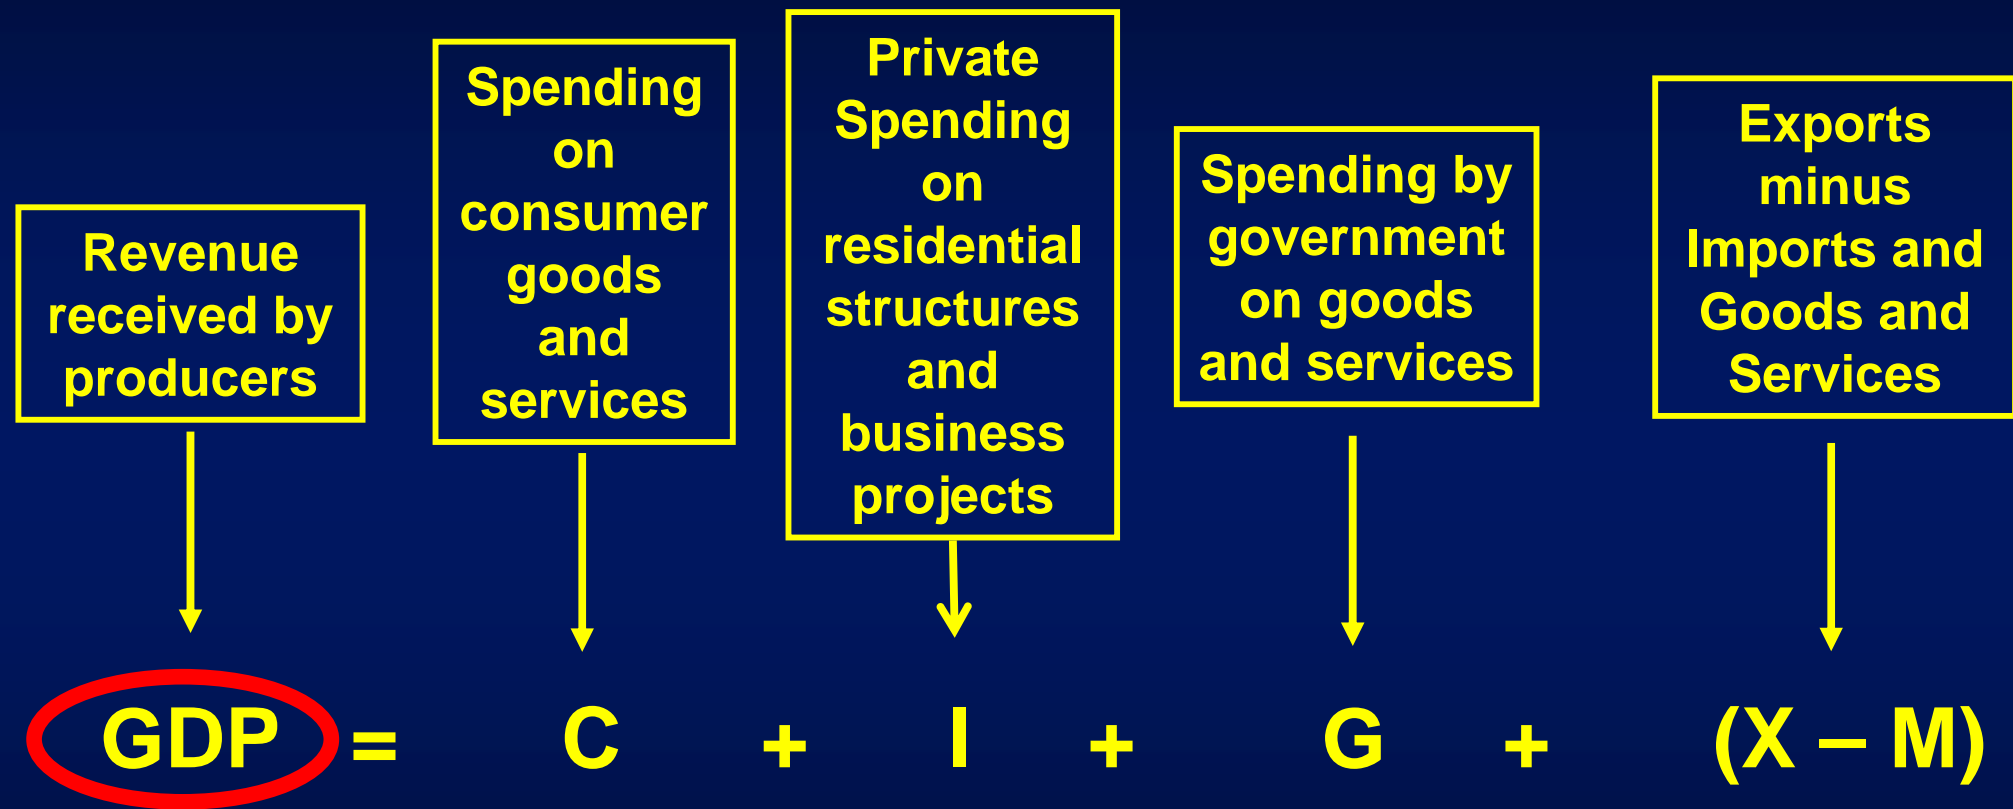 Revenue
received by
producers
Spending
on
consumer
goods
and
services
Private
Spending
on
residential
structures
and
business
projects
Spending by
government
on goods
and services
Exports
minus
Imports and
Goods and
Services
GDP = C + I + G + (X – M)